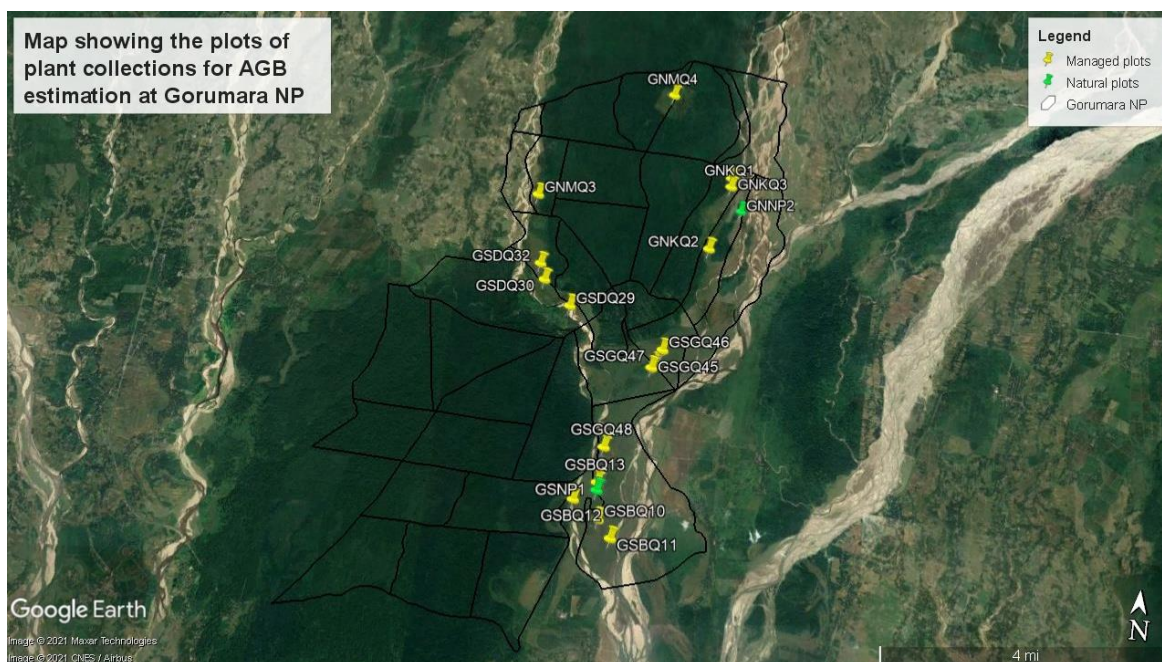 Map showing the plots of
plant collections for AGB
estimation at Gorumara NP
Legend
Managed plots
Natural plots
Gorumara NP
GNMQ4
GNKQ1
GNKQ3
GNMQ3
GNNP2
GNKQ2
GSDQ32
GSDQ30
GSDQ29
GSGQ46
GSGQ47
GSGQ45
GSGQ48
GSBQ13
GSNP1
GSBQ12
GSBQ10
GSBQ11
Google Earth
N
Image © 2021 Maxar Technologies
Image © 2021 CNES / Airbus
4 mi